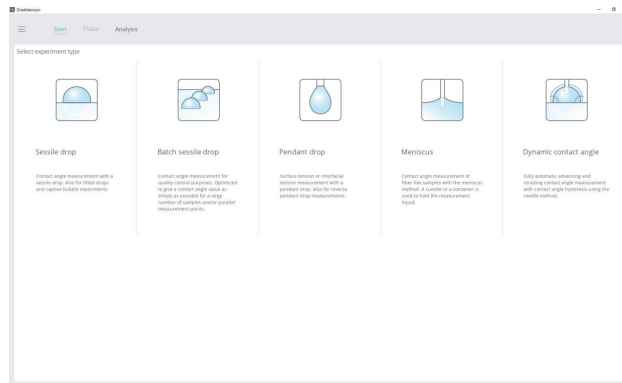 OneAttension
Start Theta Analysis
Select experiment type
Sessile drop
Contact angle measurement with a
sessile drop. Also for tilted drops
and captive bubble experiments.
Batch sessile drop
Contact angle measurement for
quality control purposes. Optimized
to give a contact angle value as
simply as possible for a large
number of samples and/or parallel
measurement points.
Pendant drop
Surface tension or interfacial
tension measurement with a
pendant drop. Also for reverse
pendant drop measurements.
Meniscus
Contact angle measurement of
fiber-like samples with the meniscus
method. A cuvette or a container is
used to hold the measurement
liquid.
Dynamic contact angle
Fully automatic advancing and
receding contact angle measurement
with contact angle hysteresis using the
needle method.